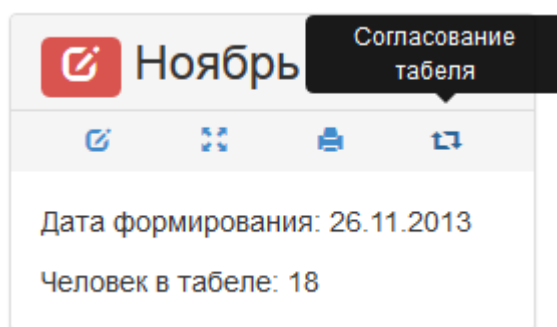 Ноябрь
Согласование
табеля
Дата формирования: 26.11.2013
Человек в табеле: 18